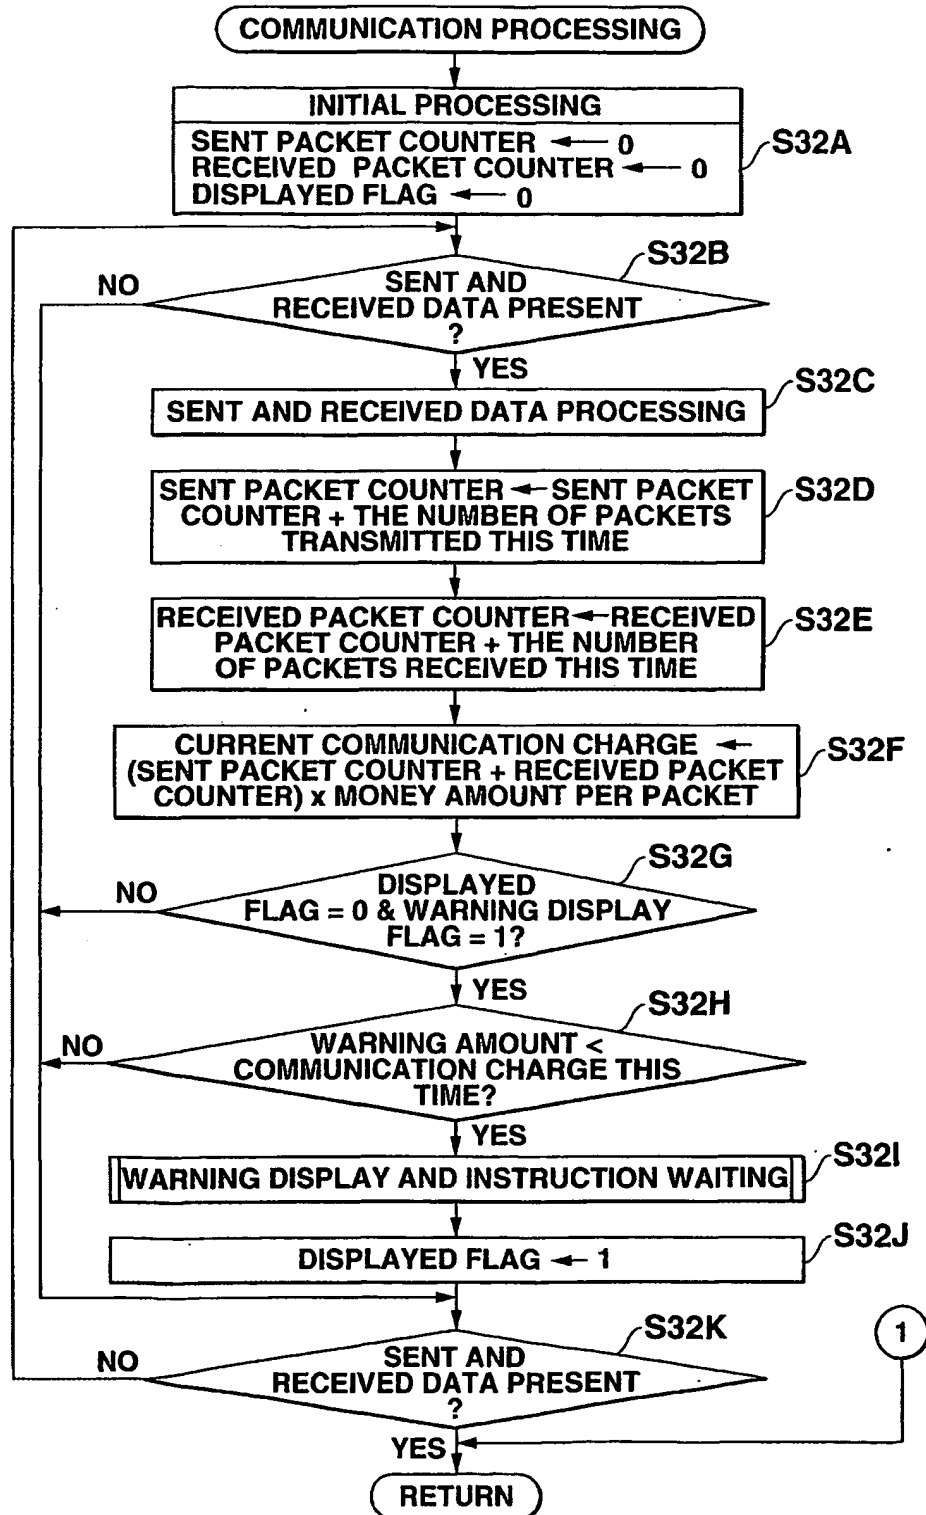 COMMUNICATION PROCESSING
INITIAL PROCESSING
SENT PACKET COUNTER ← 0
RECEIVED PACKET COUNTER ← 0
DISPLAYED FLAG ← 0
S32A
S32B
NO
SENT AND
RECEIVED DATA PRESENT
?
YES
S32C
SENT AND RECEIVED DATA PROCESSING
S32D
SENT PACKET COUNTER ← SENT PACKET
COUNTER + THE NUMBER OF PACKETS
TRANSMITTED THIS TIME
S32E
RECEIVED PACKET COUNTER ← RECEIVED
PACKET COUNTER + THE NUMBER
OF PACKETS RECEIVED THIS TIME
S32F
CURRENT COMMUNICATION CHARGE ←
(SENT PACKET COUNTER + RECEIVED PACKET
COUNTER) x MONEY AMOUNT PER PACKET
S32G
NO
DISPLAYED
FLAG = 0 & WARNING DISPLAY
FLAG = 1?
YES
S32H
NO
WARNING AMOUNT <
COMMUNICATION CHARGE THIS
TIME?
YES
S32I
WARNING DISPLAY AND INSTRUCTION WAITING
S32J
DISPLAYED FLAG ← 1
S32K
1
NO
SENT AND
RECEIVED DATA PRESENT
?
YES
RETURN